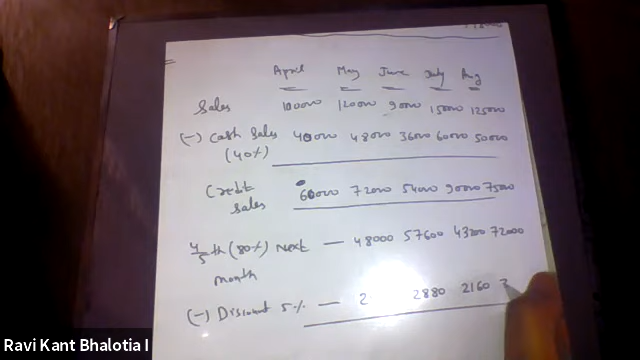 April May June July Aug
Sales 100000 120000 90000 150000 125000
(-) Cash Sales 40000 48000 36000 60000 50000
(40%)
Credit 60000 72000 54000 90000 75000
Sales
4/5th (80%) Next — 48000 57600 43200 72000
month
(-) Discount 5% — 2 2880 2160 3
Ravi Kant Bhalotia I